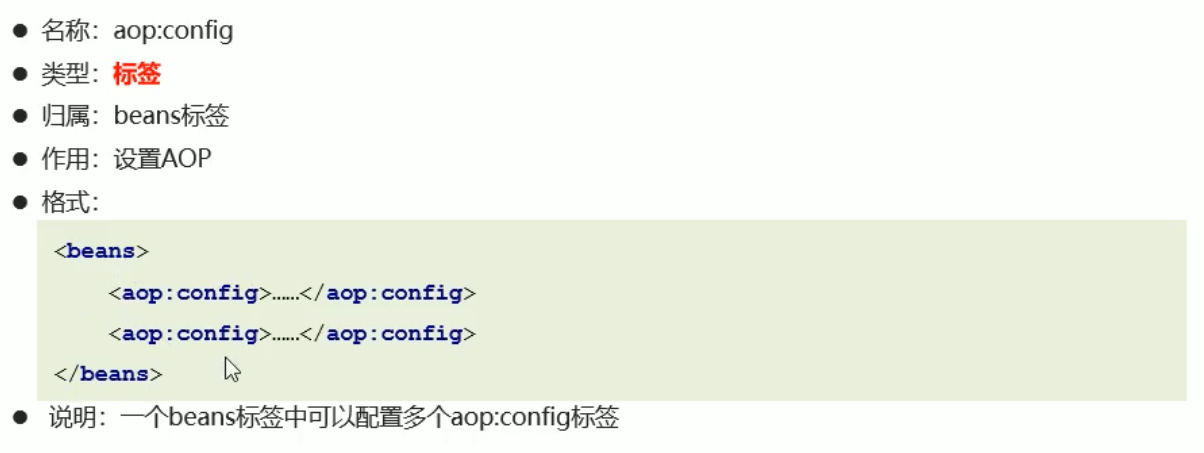 ● 名称：aop:config
● 类型：标签
● 归属：beans标签
● 作用：设置AOP
● 格式：
<beans>
<aop:config>……</aop:config>
<aop:config>……</aop:config>
</beans>
● 说明：一个beans标签中可以配置多个aop:config标签